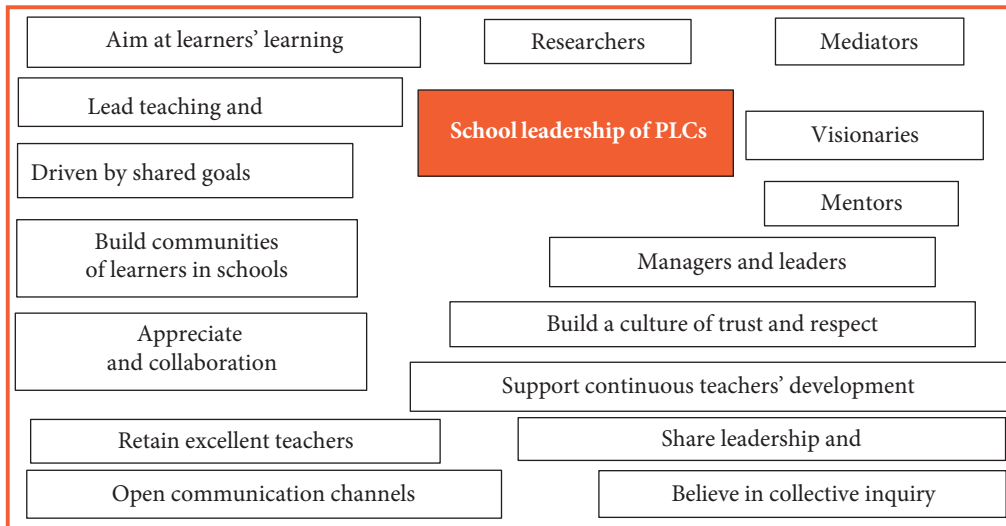 Aim at learners’ learning
Researchers
Mediators
Lead teaching and
School leadership of PLCs
Visionaries
Driven by shared goals
Mentors
Build communities
of learners in schools
Managers and leaders
Appreciate
and collaboration
Build a culture of trust and respect
Support continuous teachers’ development
Retain excellent teachers
Share leadership and
Open communication channels
Believe in collective inquiry